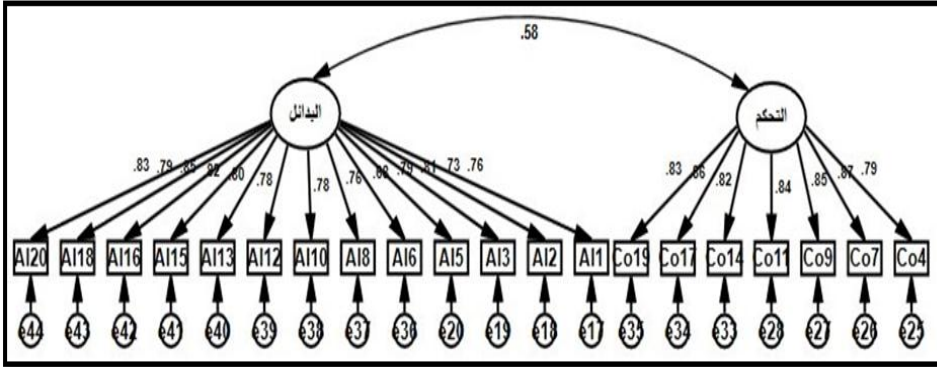 .58
البدائل
التحكم
.83 .79 .85 .80 .78 .78 .76 .79 .81 .73 .76
.83 .86 .82 .84 .85 .87 .79
Al20 Al18 Al16 Al15 Al13 Al12 Al10 Al8 Al6 Al5 Al3 Al2 Al1 Co19 Co17 Co14 Co11 Co9 Co7 Co4
e44 e43 e42 e41 e40 e39 e38 e37 e36 e20 e19 e18 e17 e35 e34 e33 e28 e27 e26 e25